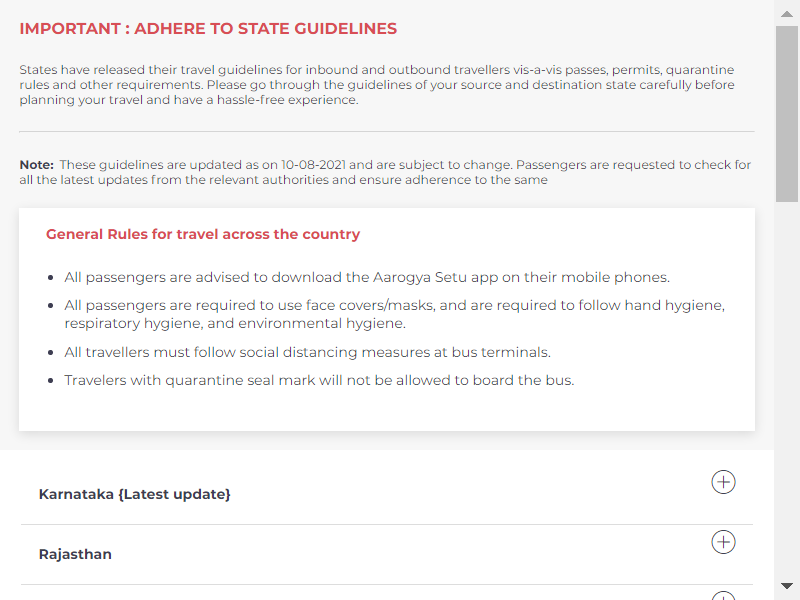 IMPORTANT : ADHERE TO STATE GUIDELINES
States have released their travel guidelines for inbound and outbound travellers vis-a-vis passes, permits, quarantine
rules and other requirements. Please go through the guidelines of your source and destination state carefully before
planning your travel and have a hassle-free experience.
Note: These guidelines are updated as on 10-08-2021 and are subject to change. Passengers are requested to check for
all the latest updates from the relevant authorities and ensure adherence to the same
General Rules for travel across the country
• All passengers are advised to download the Aarogya Setu app on their mobile phones.
• All passengers are required to use face covers/masks, and are required to follow hand hygiene,
respiratory hygiene, and environmental hygiene.
• All travellers must follow social distancing measures at bus terminals.
• Travelers with quarantine seal mark will not be allowed to board the bus.
Karnataka {Latest update}
Rajasthan